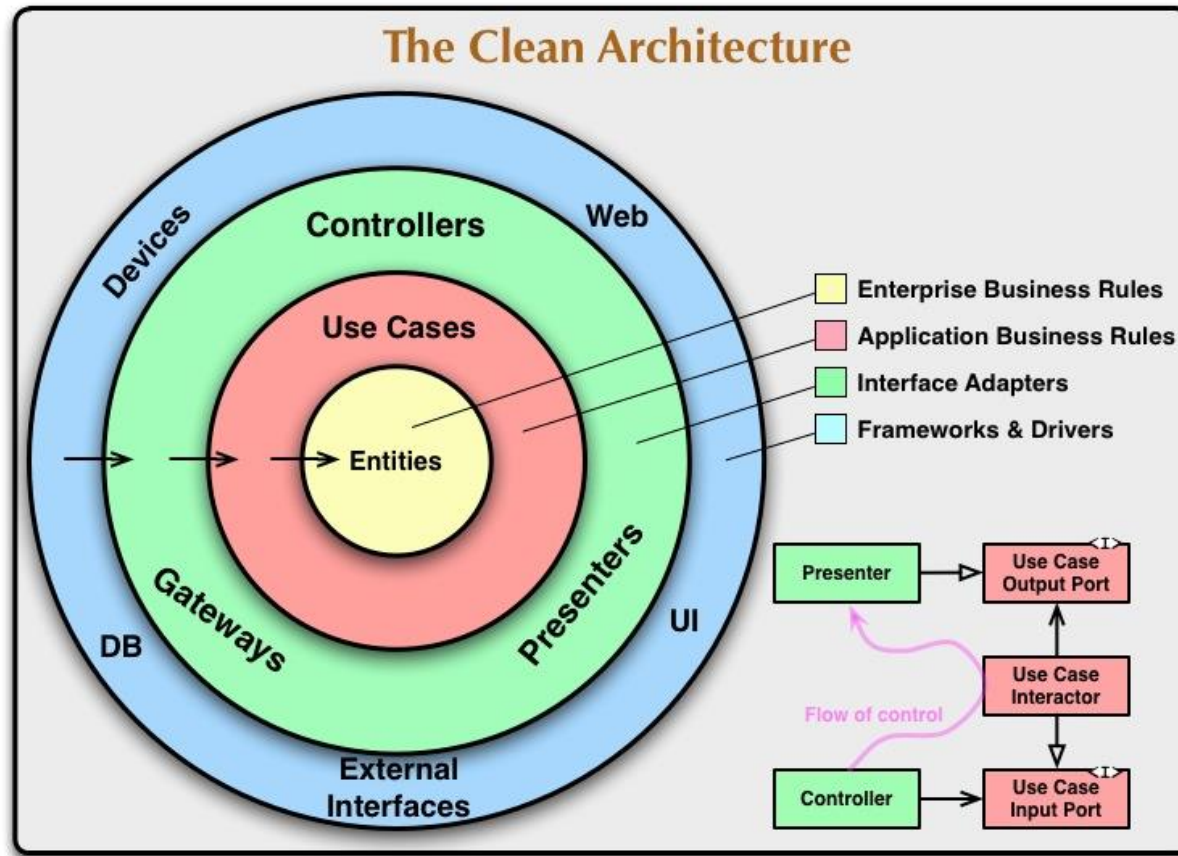 The Clean Architecture
Devices
Controllers
Web
Use Cases
Entities
Gateways
Presenters
DB
UI
External
Interfaces
Enterprise Business Rules
Application Business Rules
Interface Adapters
Frameworks & Drivers
Presenter
<I>
Use Case
Output Port
Use Case
Interactor
Flow of control
Controller
<I>
Use Case
Input Port